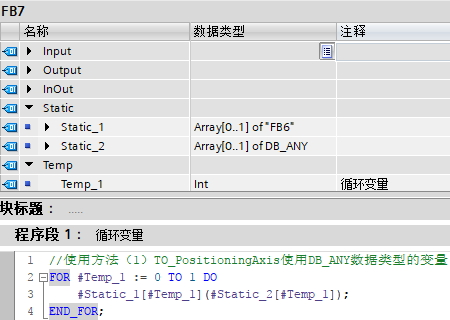 FB7
名称 数据类型 注释
Input
Output
InOut
Static
Static_1 Array[0..1] of "FB6"
Static_2 Array[0..1] of DB_ANY
Temp
Temp_1 Int 循环变量
块标题： .....
程序段 1： 循环变量
1 //使用方法（1）TO_PositioningAxis使用DB_ANY数据类型的变量
2 FOR #Temp_1 := 0 TO 1 DO
3 #Static_1[#Temp_1](#Static_2[#Temp_1]);
4 END_FOR;